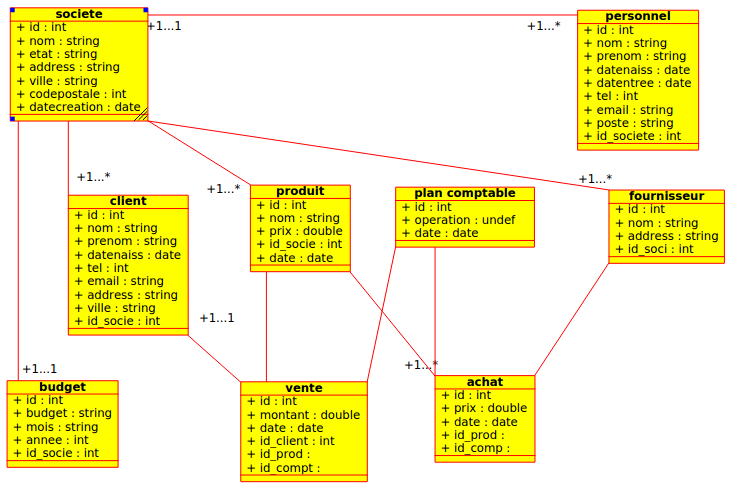 societe
+ id : int
+ nom : string
+ etat : string
+ address : string
+ ville : string
+ codepostale : int
+ datecreation : date
+1...1
+1...*
personnel
+ id : int
+ nom : string
+ prenom : string
+ datenaiss : date
+ datentree : date
+ tel : int
+ email : string
+ poste : string
+ id_societe : int
+1...*
+1...*
+1...*
client
+ id : int
+ nom : string
+ prenom : string
+ datenaiss : date
+ tel : int
+ email : string
+ address : string
+ ville : string
+ id_socie : int
produit
+ id : int
+ nom : string
+ prix : double
+ id_socie : int
+ date : date
plan comptable
+ id : int
+ operation : undef
+ date : date
fournisseur
+ id : int
+ nom : string
+ address : string
+ id_soci : int
+1...1
+1...*
+1...1
budget
+ id : int
+ budget : string
+ mois : string
+ annee : int
+ id_socie : int
vente
+ id : int
+ montant : double
+ date : date
+ id_client : int
+ id_prod :
+ id_compt :
achat
+ id : int
+ prix : double
+ date : date
+ id_prod :
+ id_comp :